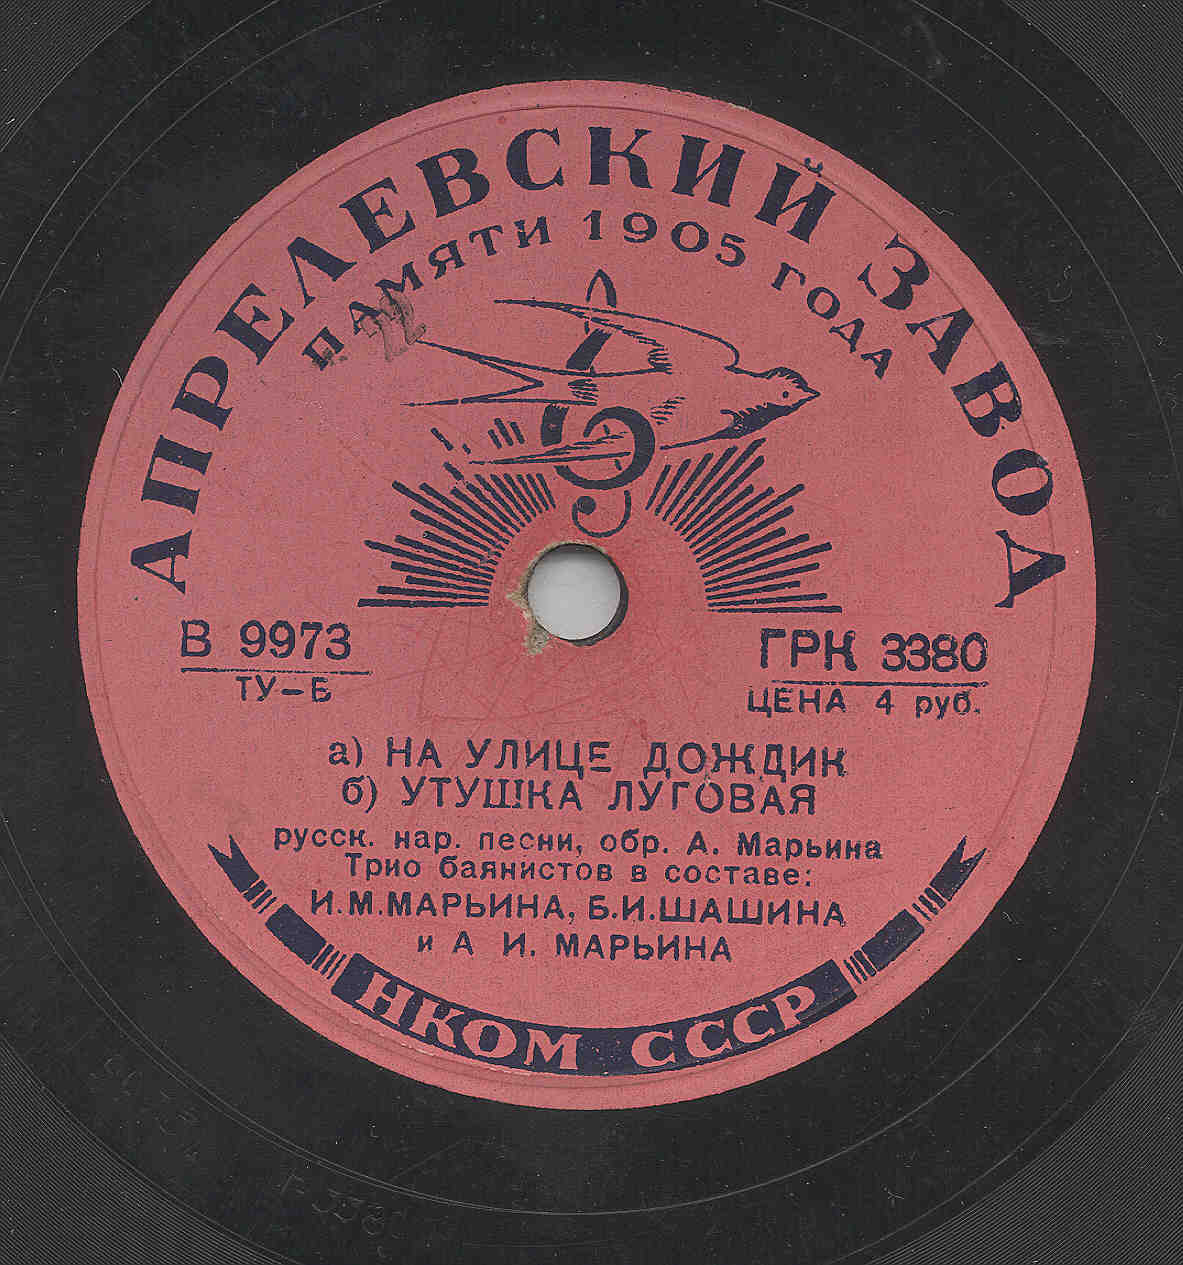 АПРЕЛЕВСКИЙ ЗАВОД
ПАМЯТИ 1905 ГОДА
В 9973
ТУ–Б
ГРК 3380
ЦЕНА 4 руб.
а) НА УЛИЦЕ ДОЖДИК
б) УТУШКА ЛУГОВАЯ
русск. нар. песни, обр. А. Марьина
Трио баянистов в составе:
И.М.МАРЬИНА, Б.И.ШАШИНА
и А И. МАРЬИНА
НКОМ СССР